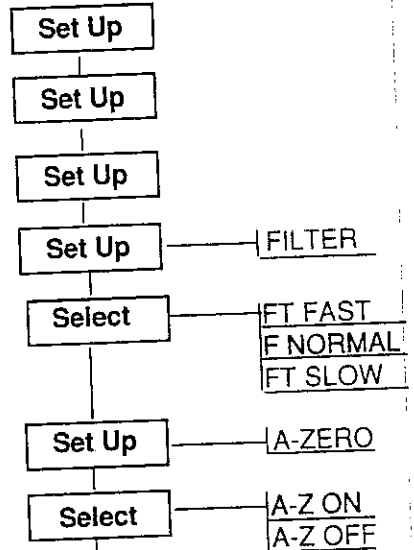 Set Up
Set Up
Set Up
Set Up
FILTER
Select
FT FAST
F NORMAL
FT SLOW
Set Up
A-ZERO
Select
A-Z ON
A-Z OFF